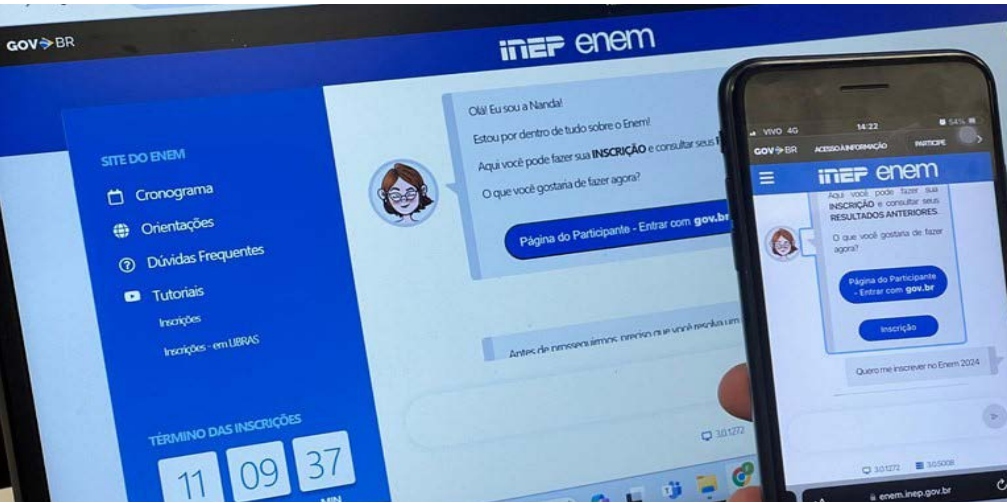 GOV BR
INEP enem
SITE DO ENEM
Cronograma
Orientações
Dúvidas Frequentes
Tutoriais
Inscrições
Inscrições - em LIBRAS
TÉRMINO DAS INSCRIÇÕES
11 09 37
MIN
Olá! Eu sou a Nanda!
Estou por dentro de tudo sobre o Enem!
Aqui você pode fazer sua INSCRIÇÃO e consultar seus
O que você gostaria de fazer agora?
Página do Participante - Entrar com gov.br
Antes de prosseguirmos, preciso que você resolva um
3.0.1272
VIVO 4G 14:22 54%
GOV BR ACESSO À INFORMAÇÃO PARTICIPE
INEP enem
Aqui você pode fazer sua
INSCRIÇÃO e consultar seus
RESULTADOS ANTERIORES.
O que você gostaria de fazer
agora?
Página do Participante
- Entrar com gov.br
Inscrição
Quero me inscrever no Enem 2024
3.0.1272 3.0.5008
enem.inep.gov.br